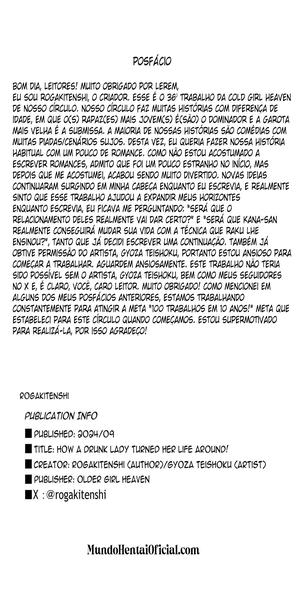 POSFÁCIO
BOM DIA, LEITORES! MUITO OBRIGADO POR LEREM,
EU SOU ROGAKITENSHI, O CRIADOR. ESSE É O 36º TRABALHO DA COLD GIRL HEAVEN
DE NOSSO CÍRCULO. NOSSO CÍRCULO FAZ MUITAS HISTÓRIAS COM DIFERENÇA DE
IDADE, EM QUE O(S) RAPAZ(ES) MAIS JOVEM(S) É(SÃO) O DOMINADOR E A GAROTA
MAIS VELHA É A SUBMISSA. A MAIORIA DE NOSSAS HISTÓRIAS SÃO COMÉDIAS COM
MUITAS PIADAS/CENÁRIOS SUJOS. DESTA VEZ, EU QUERIA FAZER NOSSA HISTÓRIA
HABITUAL COM UM POUCO DE ROMANCE. COMO NÃO ESTOU ACOSTUMADO A
ESCREVER ROMANCES, ADMITO QUE FOI UM POUCO ESTRANHO NO INÍCIO, MAS
DEPOIS QUE ME ACOSTUMEI, ACABOU SENDO MUITO DIVERTIDO. NOVAS IDEIAS
CONTINUARAM SURGINDO EM MINHA CABEÇA ENQUANTO EU ESCREVIA, E REALMENTE
SINTO QUE ESSE TRABALHO AJUDOU A EXPANDIR MEUS HORIZONTES
ENQUANTO ESCREVIA, EU FICAVA ME PERGUNTANDO: "SERÁ QUE O
RELACIONAMENTO DELES REALMENTE VAI DAR CERTO?" E "SERÁ QUE KANA-SAN
REALMENTE CONSEGUIRÁ MUDAR SUA VIDA COM A TÉCNICA QUE RAKU LHE
ENSINOU?", TANTO QUE JÁ DECIDI ESCREVER UMA CONTINUAÇÃO. TAMBÉM JÁ
OBTIVE PERMISSÃO DO ARTISTA, GYOZA TEISHOKU, PORTANTO ESTOU ANSIOSO PARA
COMEÇAR A TRABALHAR. AGUARDEM ANSIOSAMENTE. ESTE TRABALHO NÃO TERIA
SIDO POSSÍVEL SEM O ARTISTA, GYOZA TEISHOKU, BEM COMO MEUS SEGUIDORES
NO X E, É CLARO, VOCÊ, CARO LEITOR. MUITO OBRIGADO! COMO MENCIONEI EM
ALGUNS DOS MEUS POSFÁCIOS ANTERIORES, ESTAMOS TRABALHANDO
CONSTANTEMENTE PARA ATINGIR A META "100 TRABALHOS EM 10 ANOS!" META QUE
ESTABELECI PARA ESTE CÍRCULO QUANDO COMEÇAMOS. ESTOU SUPERMOTIVADO
PARA REALIZÁ-LA, POR ISSO AGRADEÇO!
ROGAKITENSHI
PUBLICATION INFO
■PUBLISHED: 2024/09
■TITLE: HOW A DRUNK LADY TURNED HER LIFE AROUND!
■CREATOR: ROGAKITENSHI (AUTHOR)/GYOZA TEISHOKU (ARTIST)
■PUBLISHER: OLDER GIRL HEAVEN
■X : @rogakitenshi
MundoHentaiOficial.com